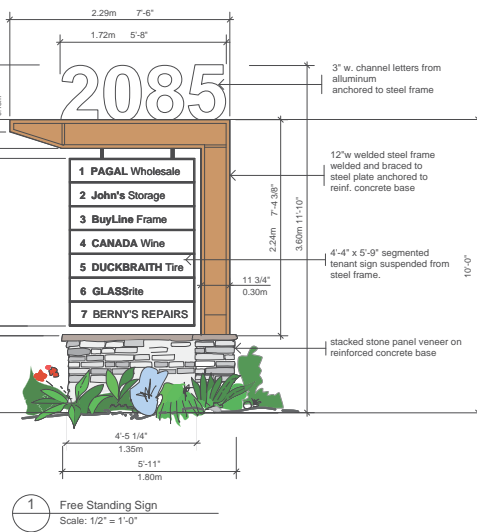 2.29m 7'-6"
1.72m 5'-8"
2085
3" w. channel letters from
alluminum
anchored to steel frame
12"w welded steel frame
welded and braced to
steel plate anchored to
reinf. concrete base
1 PAGAL Wholesale
2 John's Storage
3 BuyLine Frame
4 CANADA Wine
5 DUCKBRAITH Tire
6 GLASSrite
7 BERNY'S REPAIRS
2.24m 7'-4 3/8"
3.60m 11'-10"
4'-4" x 5'-9" segmented
tenant sign suspended from
steel frame.
10'-0"
11 3/4"
0.30m
stacked stone panel veneer on
reinforced concrete base
4'-5 1/4"
1.35m
5'-11"
1.80m
1 Free Standing Sign
Scale: 1/2" = 1'-0"